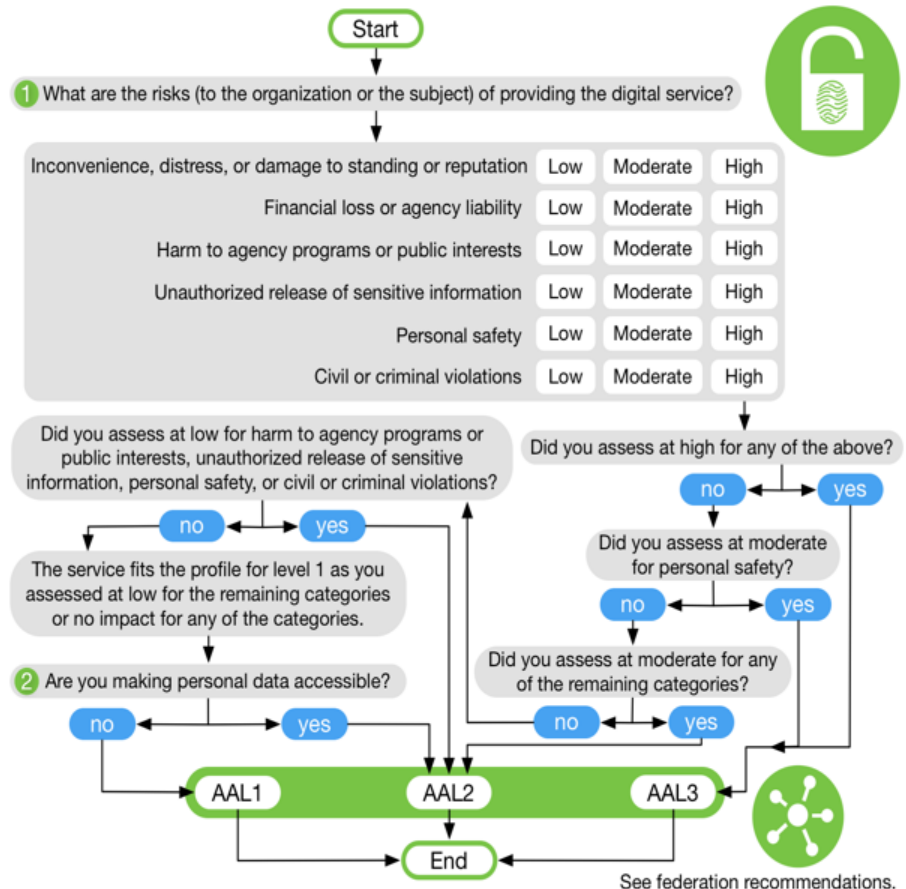 Start
1 What are the risks (to the organization or the subject) of providing the digital service?
Inconvenience, distress, or damage to standing or reputation Low Moderate High
Financial loss or agency liability Low Moderate High
Harm to agency programs or public interests Low Moderate High
Unauthorized release of sensitive information Low Moderate High
Personal safety Low Moderate High
Civil or criminal violations Low Moderate High
Did you assess at high for any of the above?
no yes
Did you assess at moderate
for personal safety?
no yes
Did you assess at moderate for any
of the remaining categories?
no yes
Did you assess at low for harm to agency programs or
public interests, unauthorized release of sensitive
information, personal safety, or civil or criminal violations?
no yes
The service fits the profile for level 1 as you
assessed at low for the remaining categories
or no impact for any of the categories.
2 Are you making personal data accessible?
no yes
AAL1 AAL2 AAL3
End
See federation recommendations.